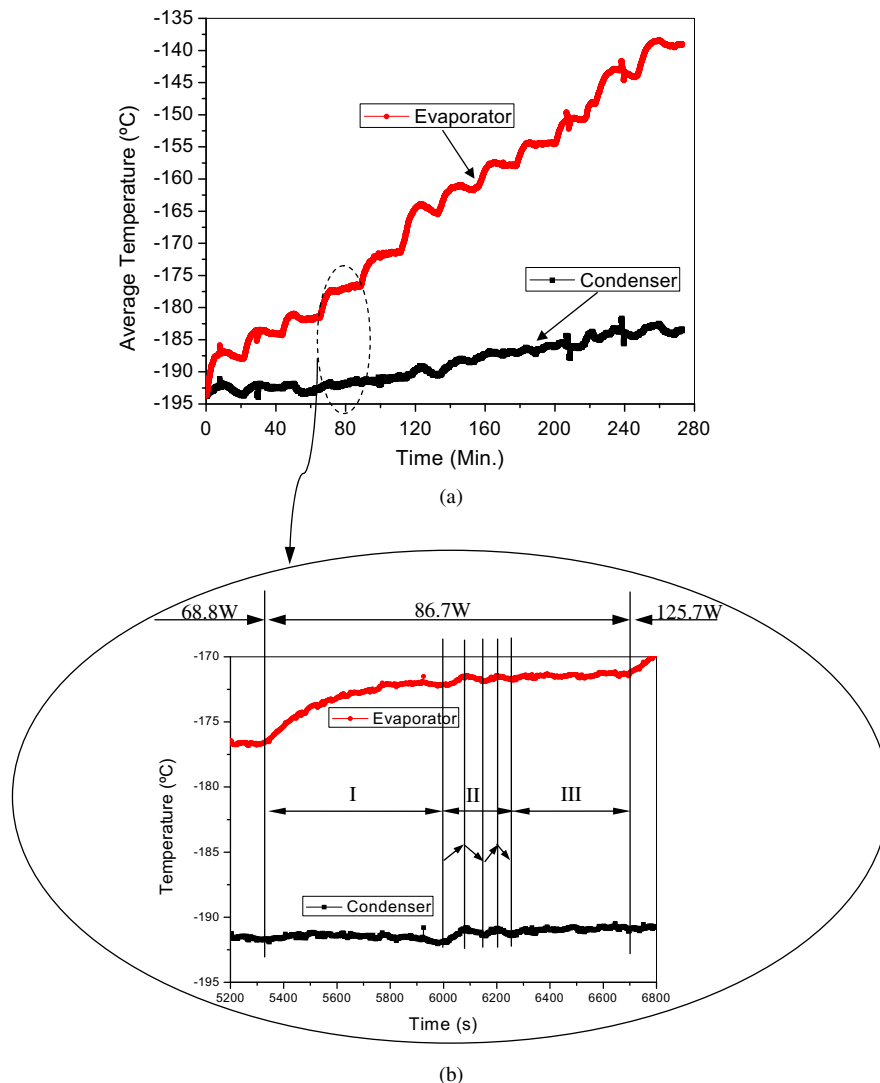 -135
-140
-145
-150
-155
-160
-165
-170
-175
-180
-185
-190
-195
Average Temperature (ºC)
Evaporator
Condenser
0 40 80 120 160 200 240 280
Time (Min.)
(a)
68.8W 86.7W 125.7W
-170
-175
-180
-185
-190
-195
Temperature (ºC)
Evaporator
I II III
Condenser
5200 5400 5600 5800 6000 6200 6400 6600 6800
Time (s)
(b)